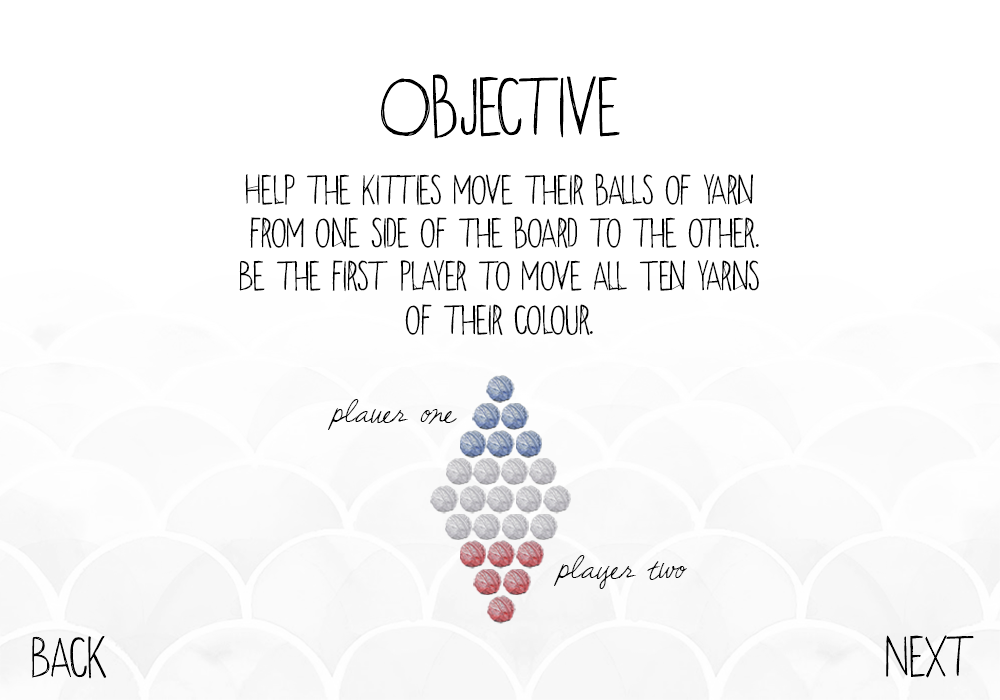 OBJECTIVE
HELP THE KITTIES MOVE THEIR BALLS OF YARN
FROM ONE SIDE OF THE BOARD TO THE OTHER.
BE THE FIRST PLAYER TO MOVE ALL TEN YARNS
OF THEIR COLOUR.
player one
player two
BACK
NEXT